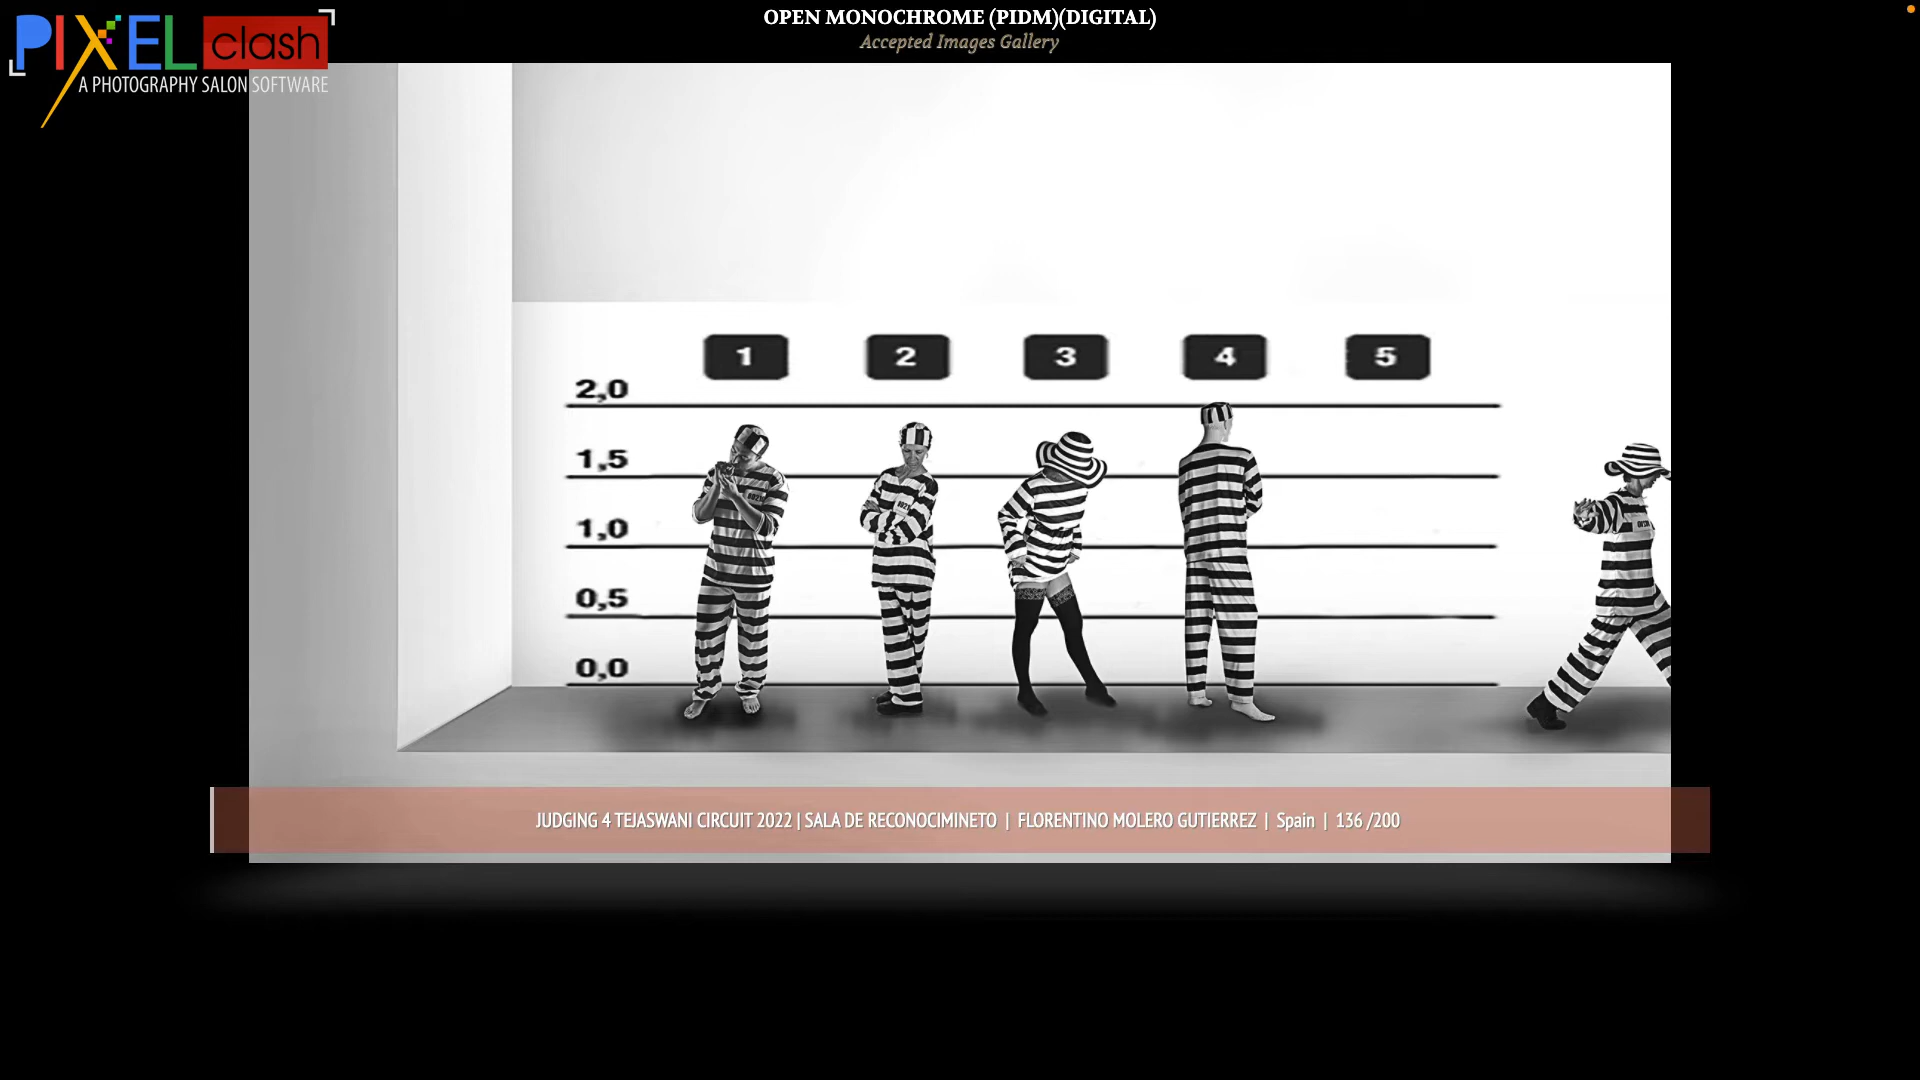 OPEN MONOCHROME (PIDM)(DIGITAL)
Accepted Images Gallery
PIXEL clash
A PHOTOGRAPHY SALON SOFTWARE
1 2 3 4 5
2,0
1,5
1,0
0,5
0,0
JUDGING 4 TEJASWANI CIRCUIT 2022 | SALA DE RECONOCIMINETO | FLORENTINO MOLERO GUTIERREZ | Spain | 136 /200